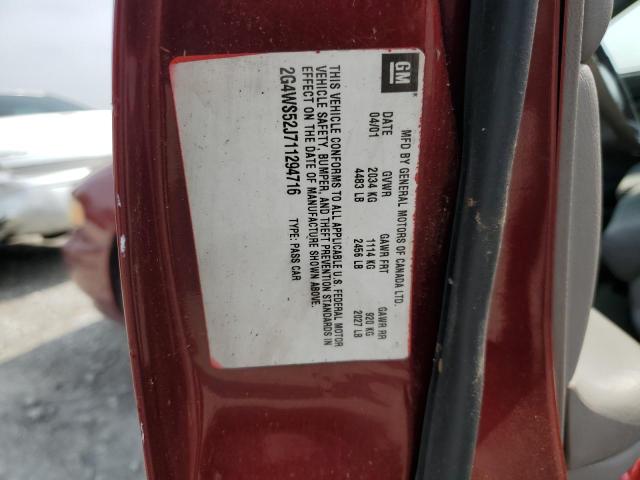 GM
MFD BY GENERAL MOTORS OF CANADA LTD.
DATE GVWR GAWR FRT GAWR RR
04/01 2034 KG 1114 KG 920 KG
4483 LB 2456 LB 2027 LB
THIS VEHICLE CONFORMS TO ALL APPLICABLE U.S. FEDERAL MOTOR
VEHICLE SAFETY, BUMPER, AND THEFT PREVENTION STANDARDS IN
EFFECT ON THE DATE OF MANUFACTURE SHOWN ABOVE.
2G4WS52J711294716 TYPE: PASS CAR